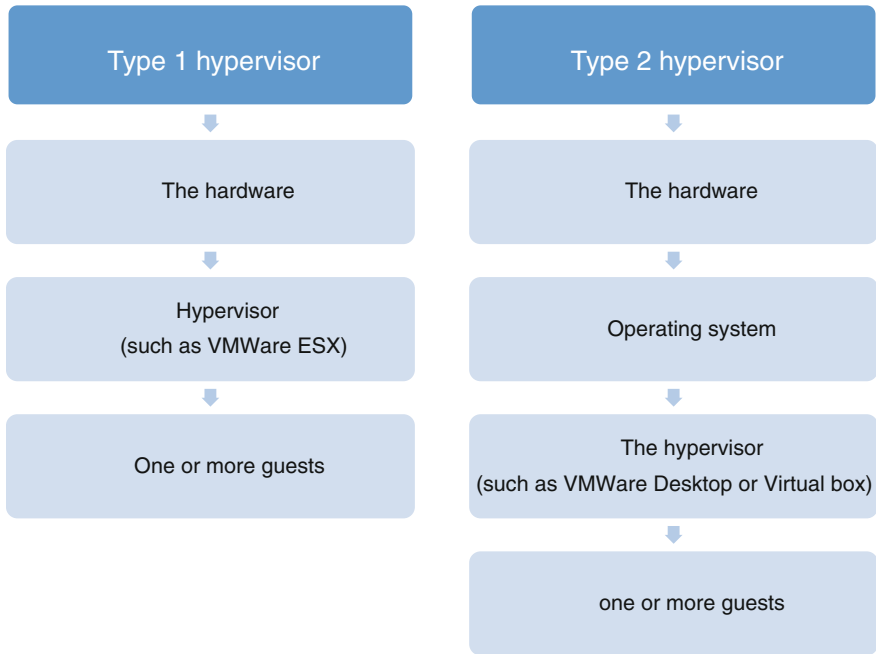 Type 1 hypervisor
The hardware
Hypervisor
(such as VMWare ESX)
One or more guests
Type 2 hypervisor
The hardware
Operating system
The hypervisor
(such as VMWare Desktop or Virtual box)
one or more guests